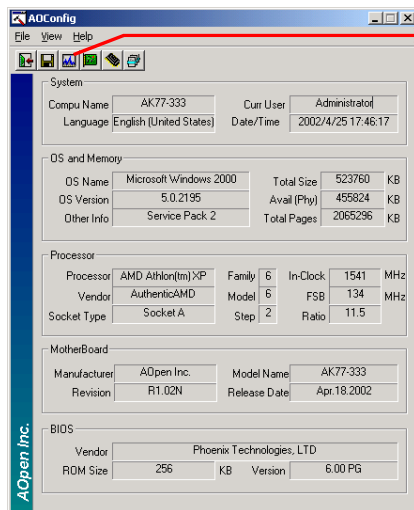 AOConfig
File View Help
System
Compu Name AK77-333 Curr User Administrator
Language English (United States) Date/Time 2002/4/25 17:46:17
OS and Memory
OS Name Microsoft Windows 2000 Total Size 523760 KB
OS Version 5.0.2195 Avail (Phy) 455824 KB
Other Info Service Pack 2 Total Pages 2065296 KB
Processor
Processor AMD Athlon(tm) XP Family 6 In-Clock 1541 MHz
Vendor AuthenticAMD Model 6 FSB 134 MHz
Socket Type Socket A Step 2 Ratio 11.5
MotherBoard
Manufacturer AOpen Inc. Model Name AK77-333
Revision R1.02N Release Date Apr.18.2002
BIOS
Vendor Phoenix Technologies, LTD
ROM Size 256 KB Version 6.00 PG
AOpen Inc.